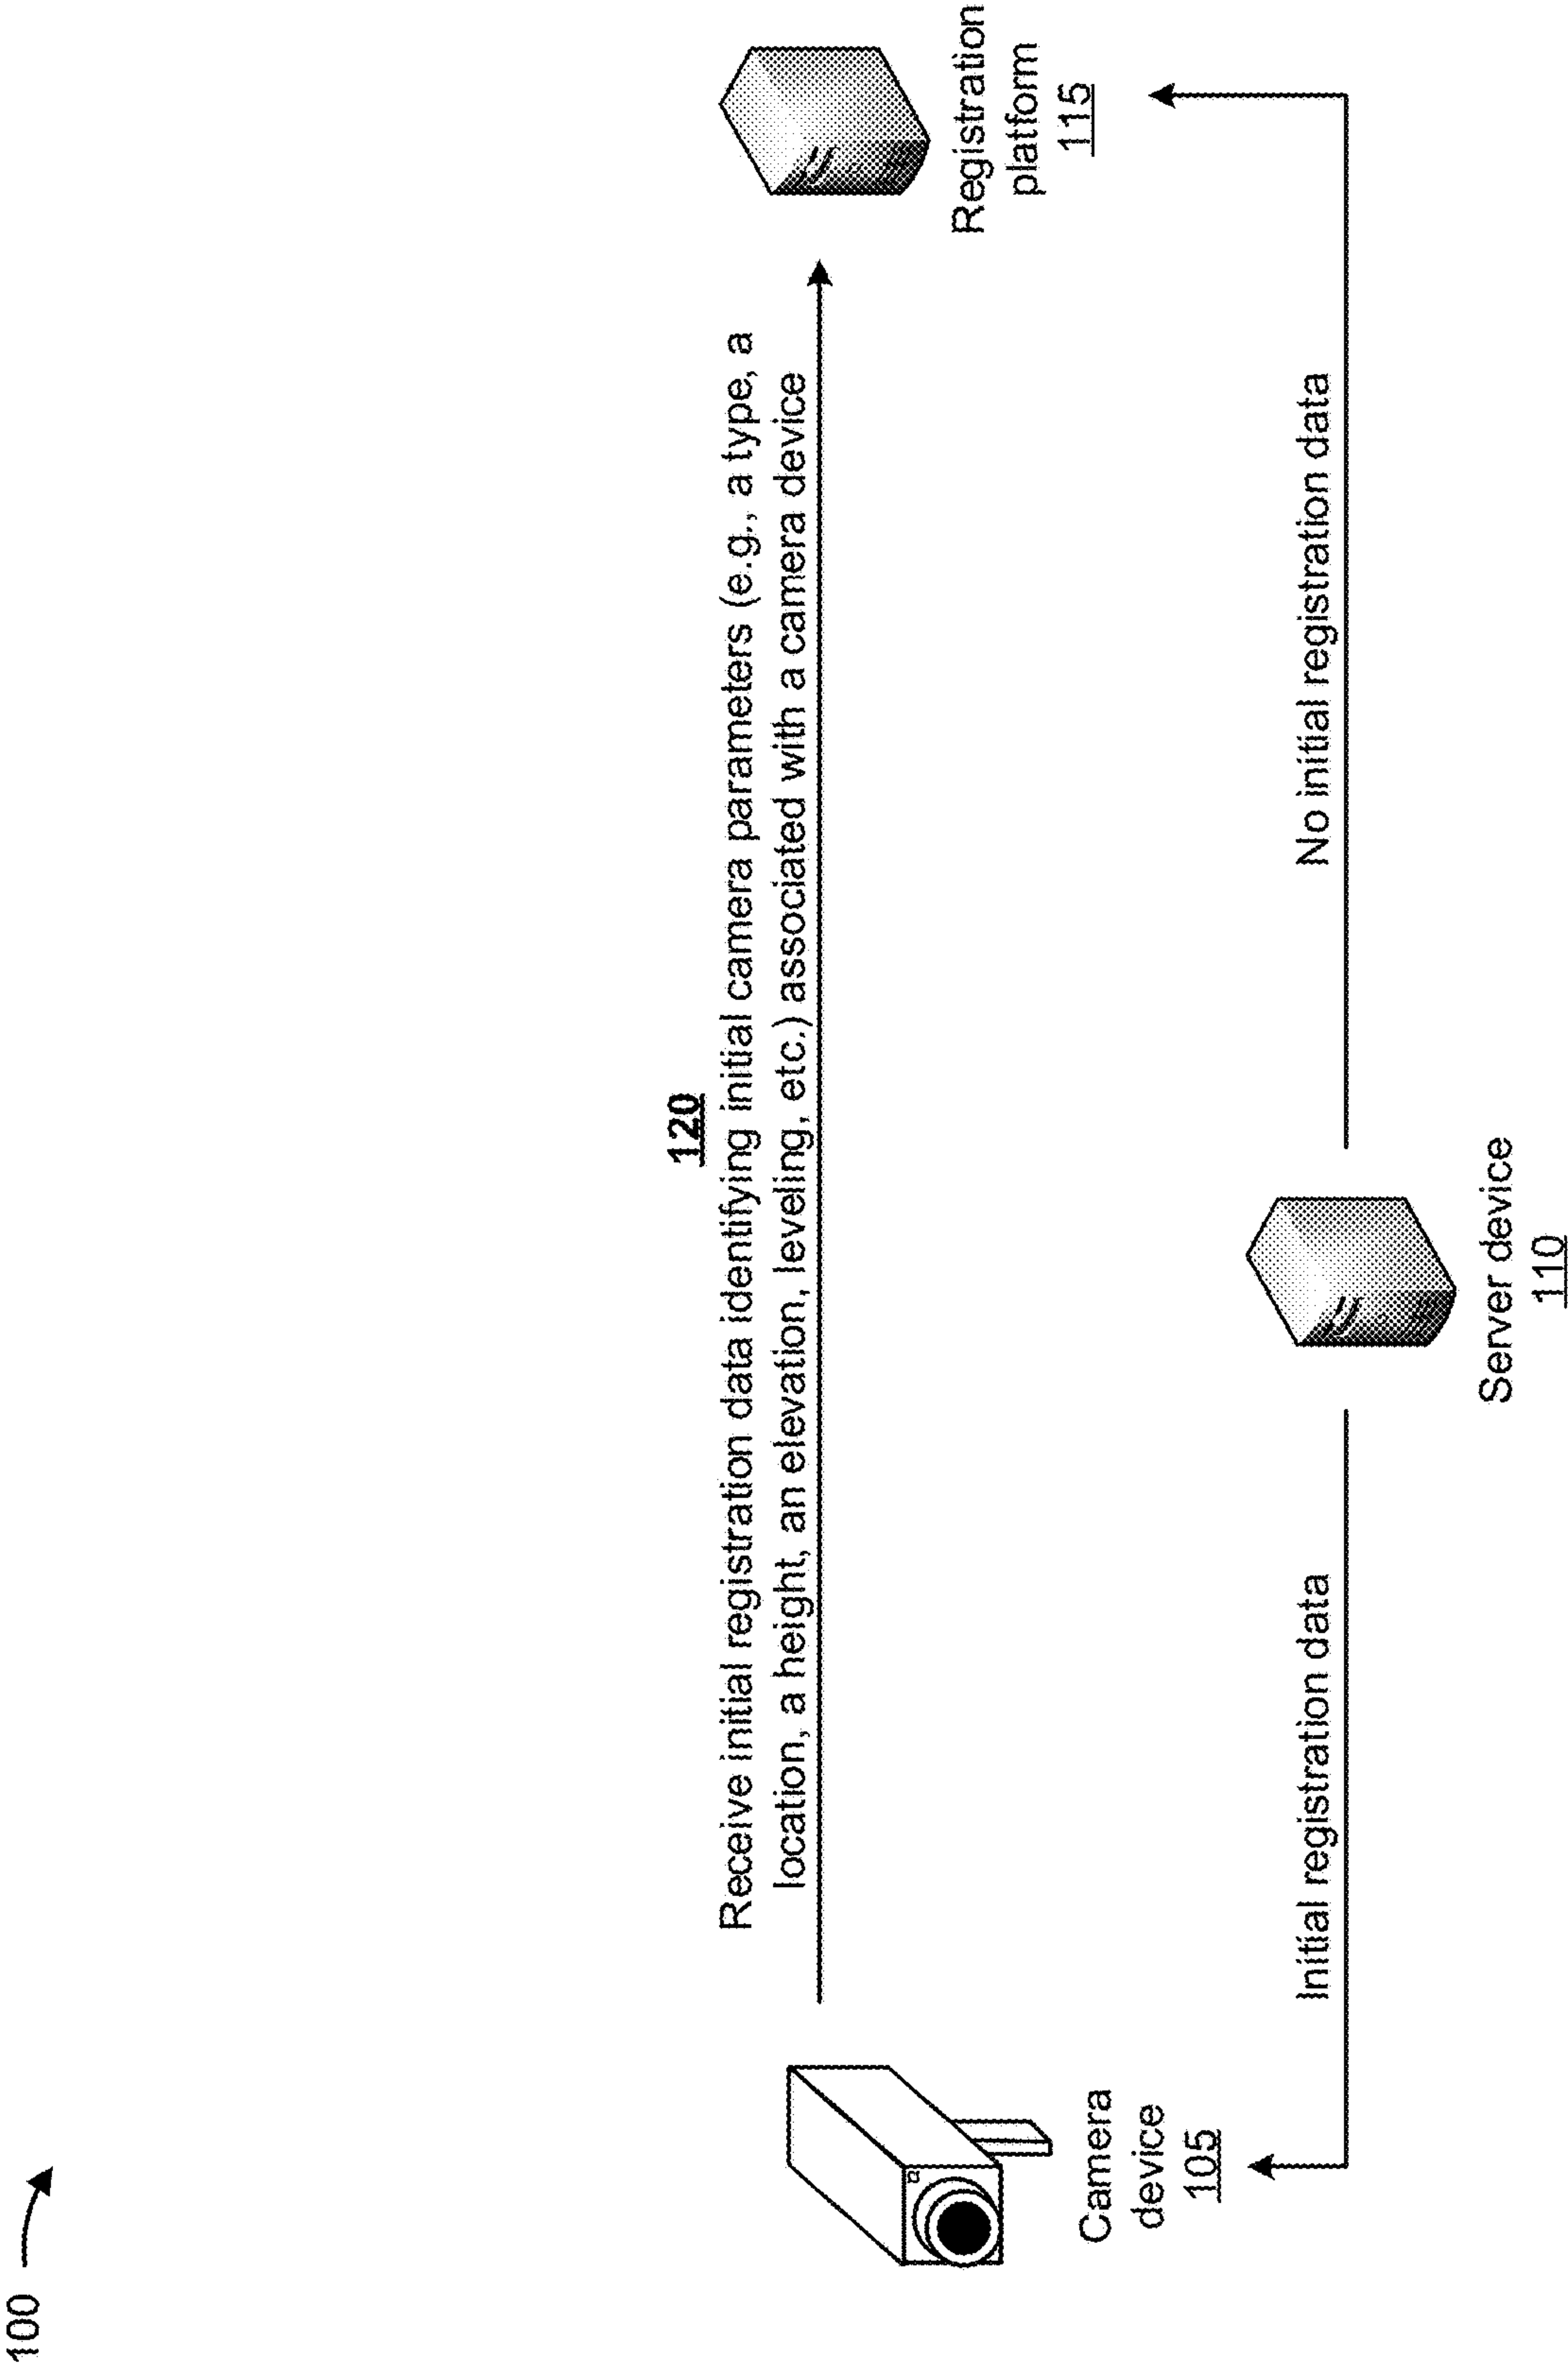 100
120
Receive initial registration data identifying initial camera parameters (e.g., a type, a
location, a height, an elevation, leveling, etc.) associated with a camera device
Registration
platform
115
Camera
device
105
Initial registration data
No initial registration data
Server device
110